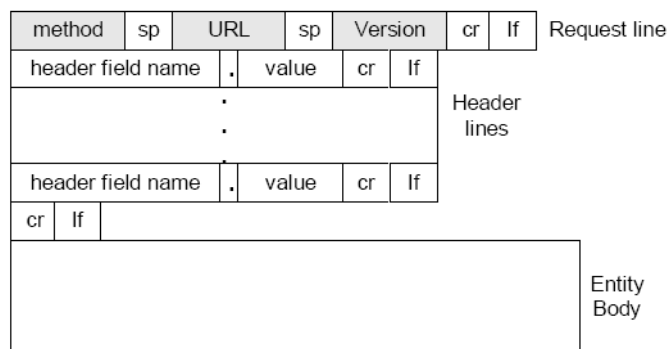 method sp URL sp Version cr lf Request line
header field name . value cr lf
.
.
.
Header
lines
header field name . value cr lf
cr lf
Entity
Body